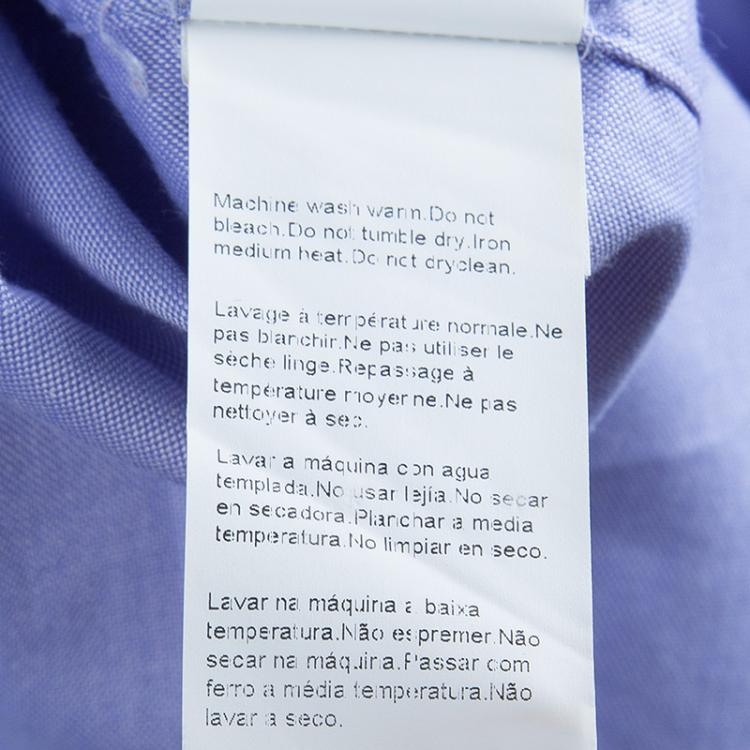 Machine wash warm.Do not
bleach.Do not tumble dry.Iron
medium heat.Do not dryclean.
Lavage à température normale.Ne
pas blanchir.Ne pas utiliser le
sèche linge.Repassage à
température moyenne.Ne pas
nettoyer à sec.
Lavar a máquina con agua
templada.No usar lejía.No secar
en secadora.Planchar a media
temperatura.No limpiar en seco.
Lavar na máquina a baixa
temperatura.Não espremer.Não
secar na máquina.Passar com
ferro a média temperatura.Não
lavar a seco.